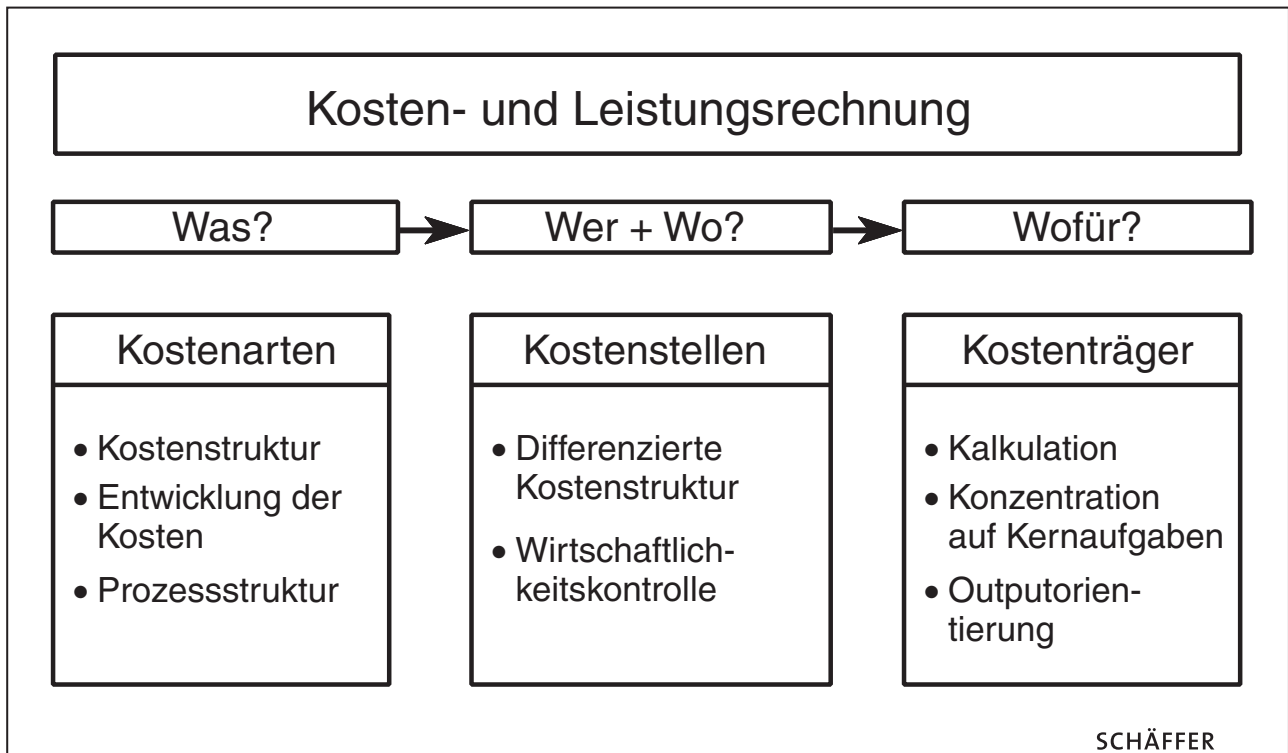 Kosten- und Leistungsrechnung
Was?
Wer + Wo?
Wofür?
Kostenarten
• Kostenstruktur
• Entwicklung der
Kosten
• Prozessstruktur
Kostenstellen
• Differenzierte
Kostenstruktur
• Wirtschaftlich-
keitskontrolle
Kostenträger
• Kalkulation
• Konzentration
auf Kernaufgaben
• Outputorien-
tierung
SCHÄFFER